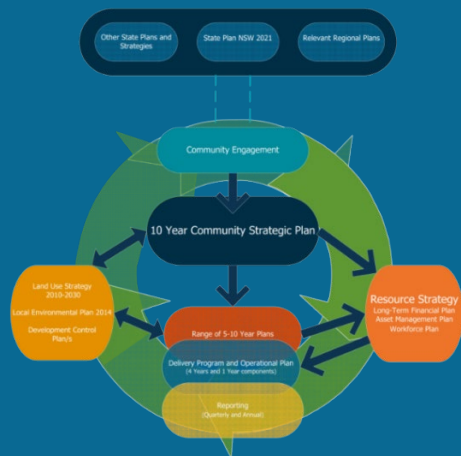 Other State Plans and
Strategies
State Plan NSW 2021
Relevant Regional Plans
Community Engagement
10 Year Community Strategic Plan
Land Use Strategy
2010-2030
Local Environmental Plan 2014
Development Control
Plan/s
Resource Strategy
Long-Term Financial Plan
Asset Management Plan
Workforce Plan
Range of 5-10 Year Plans
Delivery Program and Operational Plan
(4 Years and 1 Year components)
Reporting
(Quarterly and Annual)